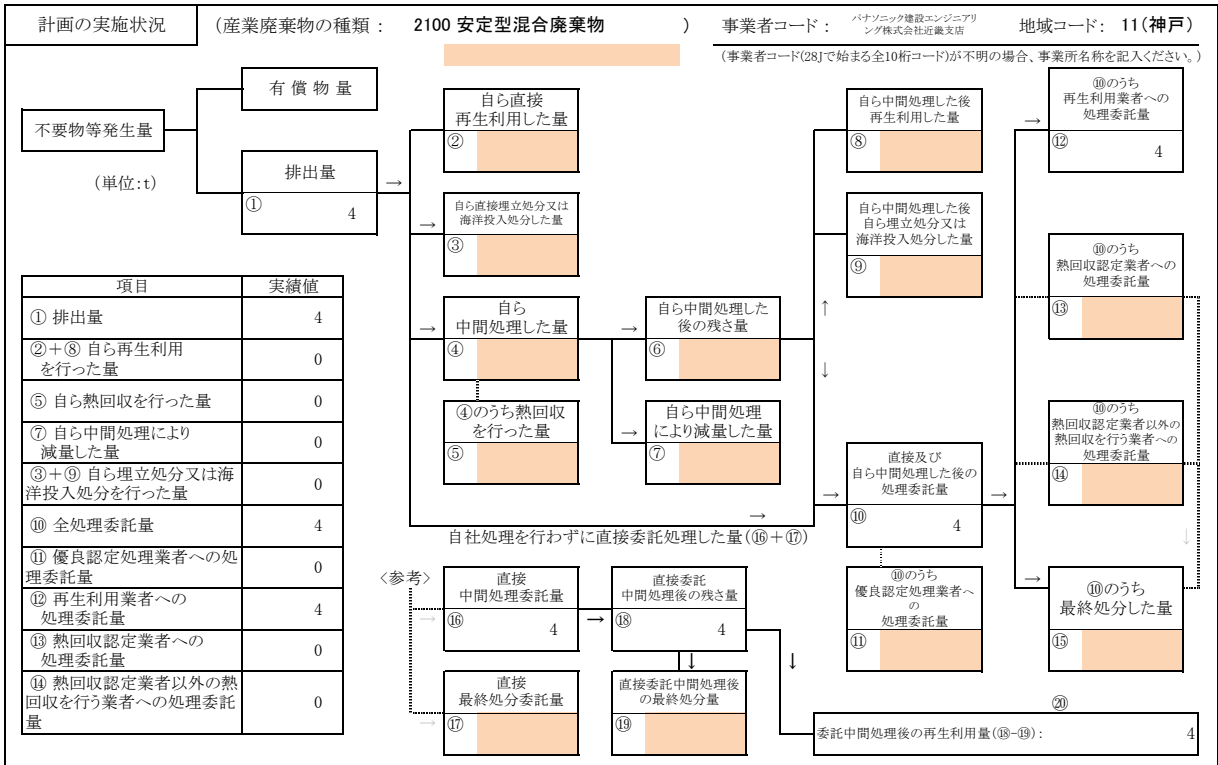 計画の実施状況
(産業廃棄物の種類： 2100 安定型混合廃棄物 )
事業者コード：
パナソニック建設エンジニアリ
ング株式会社近畿支店
地域コード： 11(神戸)
(事業者コード(28Jで始まる全10桁コード)が不明の場合、事業所名称を記入ください。)
不要物等発生量
(単位:t)
有償物量
排出量
→
① 4
自ら直接
再生利用した量
②
→
自ら直接埋立処分又は
海洋投入処分した量
③
→
自ら
中間処理した量
④
④のうち熱回収
を行った量
⑤
→
自ら中間処理した
後の残さ量
⑥
→
自ら中間処理
により減量した量
⑦
自ら中間処理した後
再生利用した量
⑧
自ら中間処理した後
自ら埋立処分又は
海洋投入処分した量
⑨
↑
↓
→
直接及び
自ら中間処理した後の
処理委託量
⑩ 4
→
⑩のうち
優良認定処理業者へ
の
処理委託量
⑪
→
⑩のうち
再生利用業者への
処理委託量
⑫ 4
⑩のうち
熱回収認定業者への
処理委託量
⑬
⑩のうち
熱回収認定業者以外の
熱回収を行う業者への
処理委託量
⑭
↓
→
⑩のうち
最終処分した量
⑮
→
自社処理を行わずに直接委託処理した量(⑯＋⑰)
項目 実績値
① 排出量 4
②＋⑧ 自ら再生利用
を行った量 0
⑤ 自ら熱回収を行った量 0
⑦ 自ら中間処理により
減量した量 0
③＋⑨ 自ら埋立処分又は海
洋投入処分を行った量 0
⑩ 全処理委託量 4
⑪ 優良認定処理業者への処
理委託量 0
⑫ 再生利用業者への
処理委託量 4
⑬ 熱回収認定業者への
処理委託量 0
⑭ 熱回収認定業者以外の熱
回収を行う業者への処理委託
量 0
〈参考〉
→
直接
中間処理委託量
⑯ 4
→
直接委託
中間処理後の残さ量
⑱ 4
→
直接
最終処分委託量
⑰
↓
直接委託中間処理後
の最終処分量
⑲
↓
⑳
委託中間処理後の再生利用量(⑱-⑲)： 4